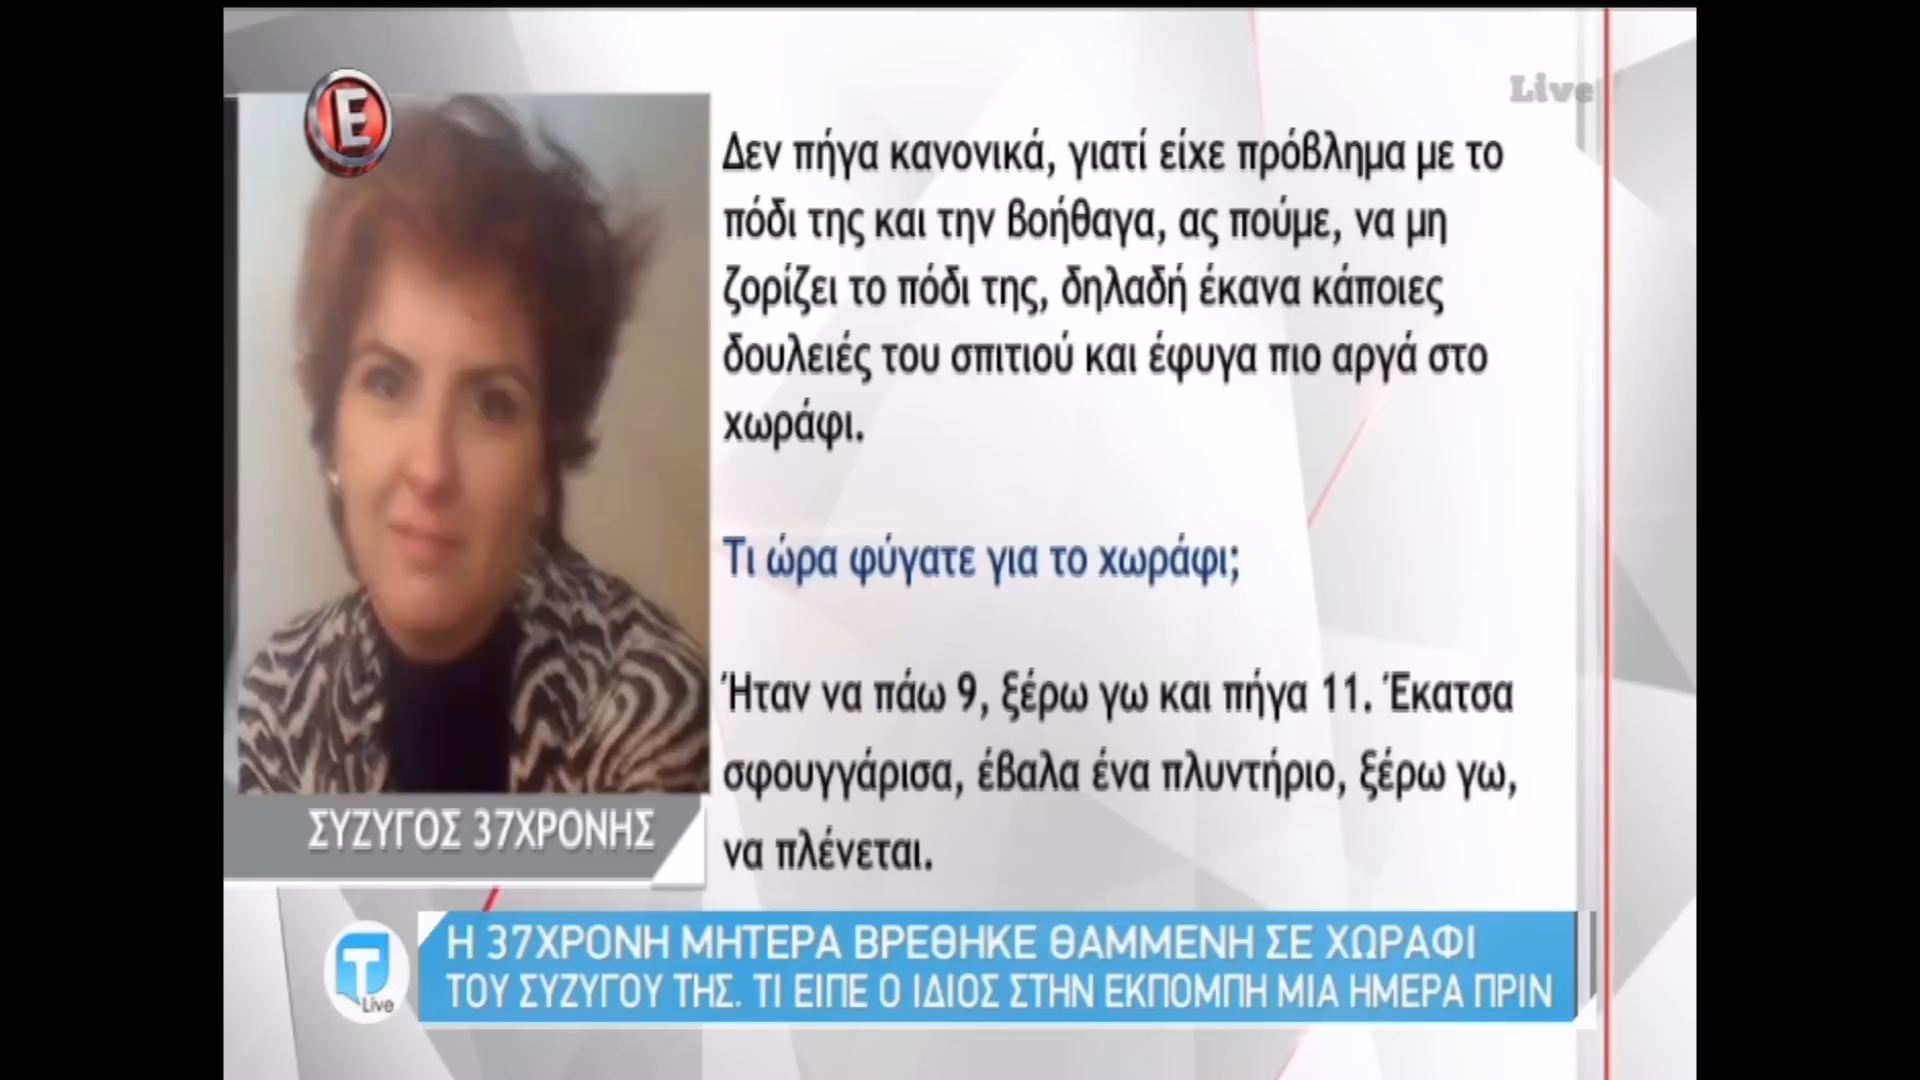 E
Live
Δεν πήγα κανονικά, γιατί είχε πρόβλημα με το
πόδι της και την βοήθαγα, ας πούμε, να μη
ζορίζει το πόδι της, δηλαδή έκανα κάποιες
δουλειές του σπιτιού και έφυγα πιο αργά στο
χωράφι.
Τι ώρα φύγατε για το χωράφι;
Ήταν να πάω 9, ξέρω γω και πήγα 11. Έκατσα
σφουγγάρισα, έβαλα ένα πλυντήριο, ξέρω γω,
να πλένεται.
ΣΥΖΥΓΟΣ 37ΧΡΟΝΗΣ
T Live
Η 37ΧΡΟΝΗ ΜΗΤΕΡΑ ΒΡΕΘΗΚΕ ΘΑΜΜΕΝΗ ΣΕ ΧΩΡΑΦΙ
ΤΟΥ ΣΥΖΥΓΟΥ ΤΗΣ. ΤΙ ΕΙΠΕ Ο ΙΔΙΟΣ ΣΤΗΝ ΕΚΠΟΜΠΗ ΜΙΑ ΗΜΕΡΑ ΠΡΙΝ